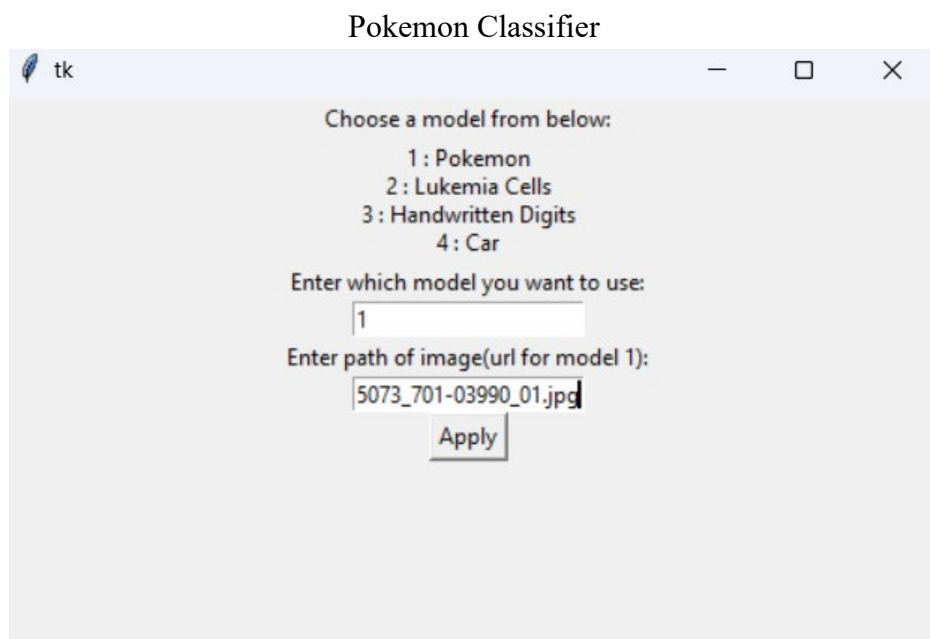 Pokemon Classifier
tk
Choose a model from below:
1 : Pokemon
2 : Lukemia Cells
3 : Handwritten Digits
4 : Car
Enter which model you want to use:
1
Enter path of image(url for model 1):
5073_701-03990_01.jpg
Apply